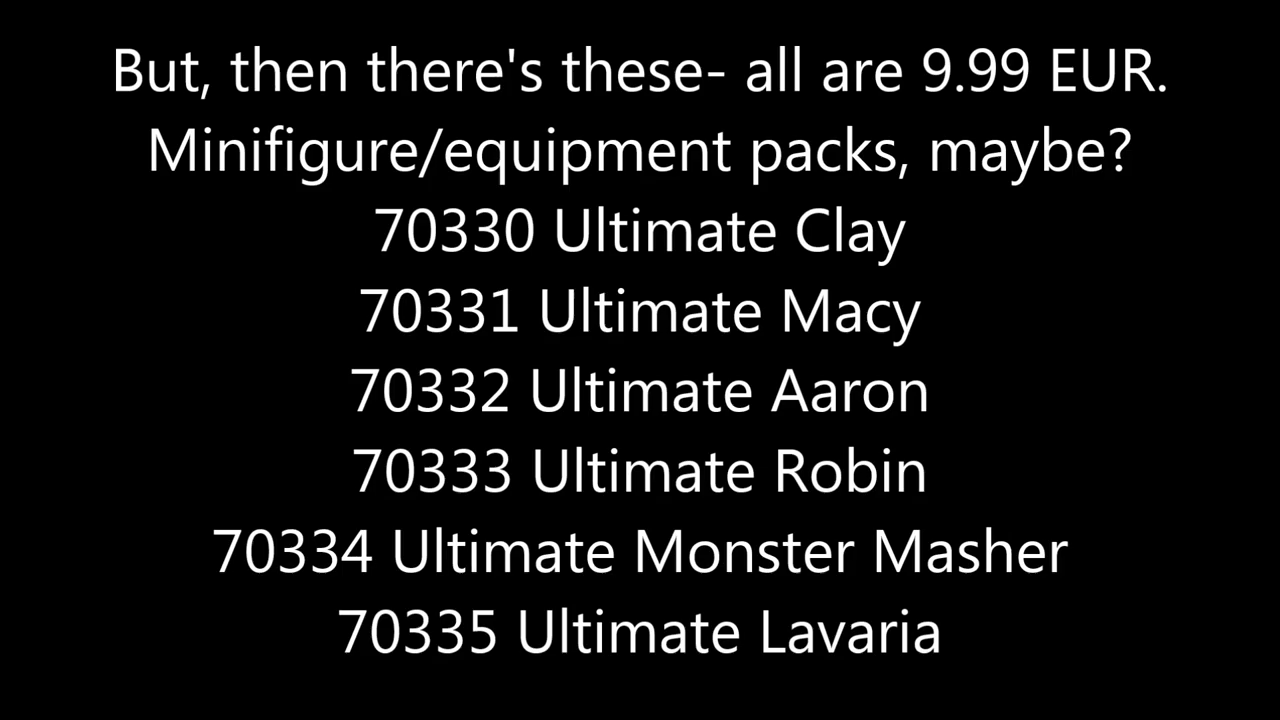 But, then there's these- all are 9.99 EUR.
Minifigure/equipment packs, maybe?
70330 Ultimate Clay
70331 Ultimate Macy
70332 Ultimate Aaron
70333 Ultimate Robin
70334 Ultimate Monster Masher
70335 Ultimate Lavaria